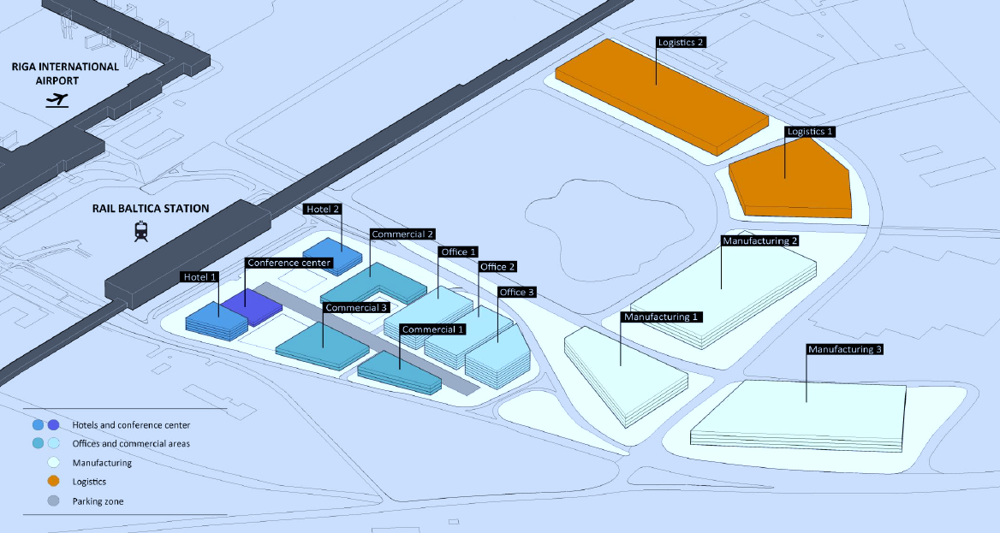 Logistics 2
RIGA INTERNATIONAL
AIRPORT
Logistics 1
RAIL BALTICA STATION
Hotel 2
Commercial 2
Manufacturing 2
Office 1
Conference center
Office 2
Hotel 1
Office 3
Commercial 3
Manufacturing 1
Commercial 1
Manufacturing 3
Hotels and conference center
Offices and commercial areas
Manufacturing
Logistics
Parking zone